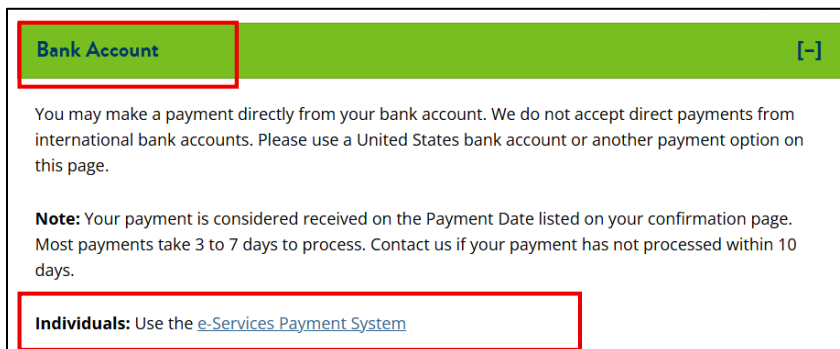 Bank Account [–]
You may make a payment directly from your bank account. We do not accept direct payments from
international bank accounts. Please use a United States bank account or another payment option on
this page.
Note: Your payment is considered received on the Payment Date listed on your confirmation page.
Most payments take 3 to 7 days to process. Contact us if your payment has not processed within 10
days.
Individuals: Use the e-Services Payment System